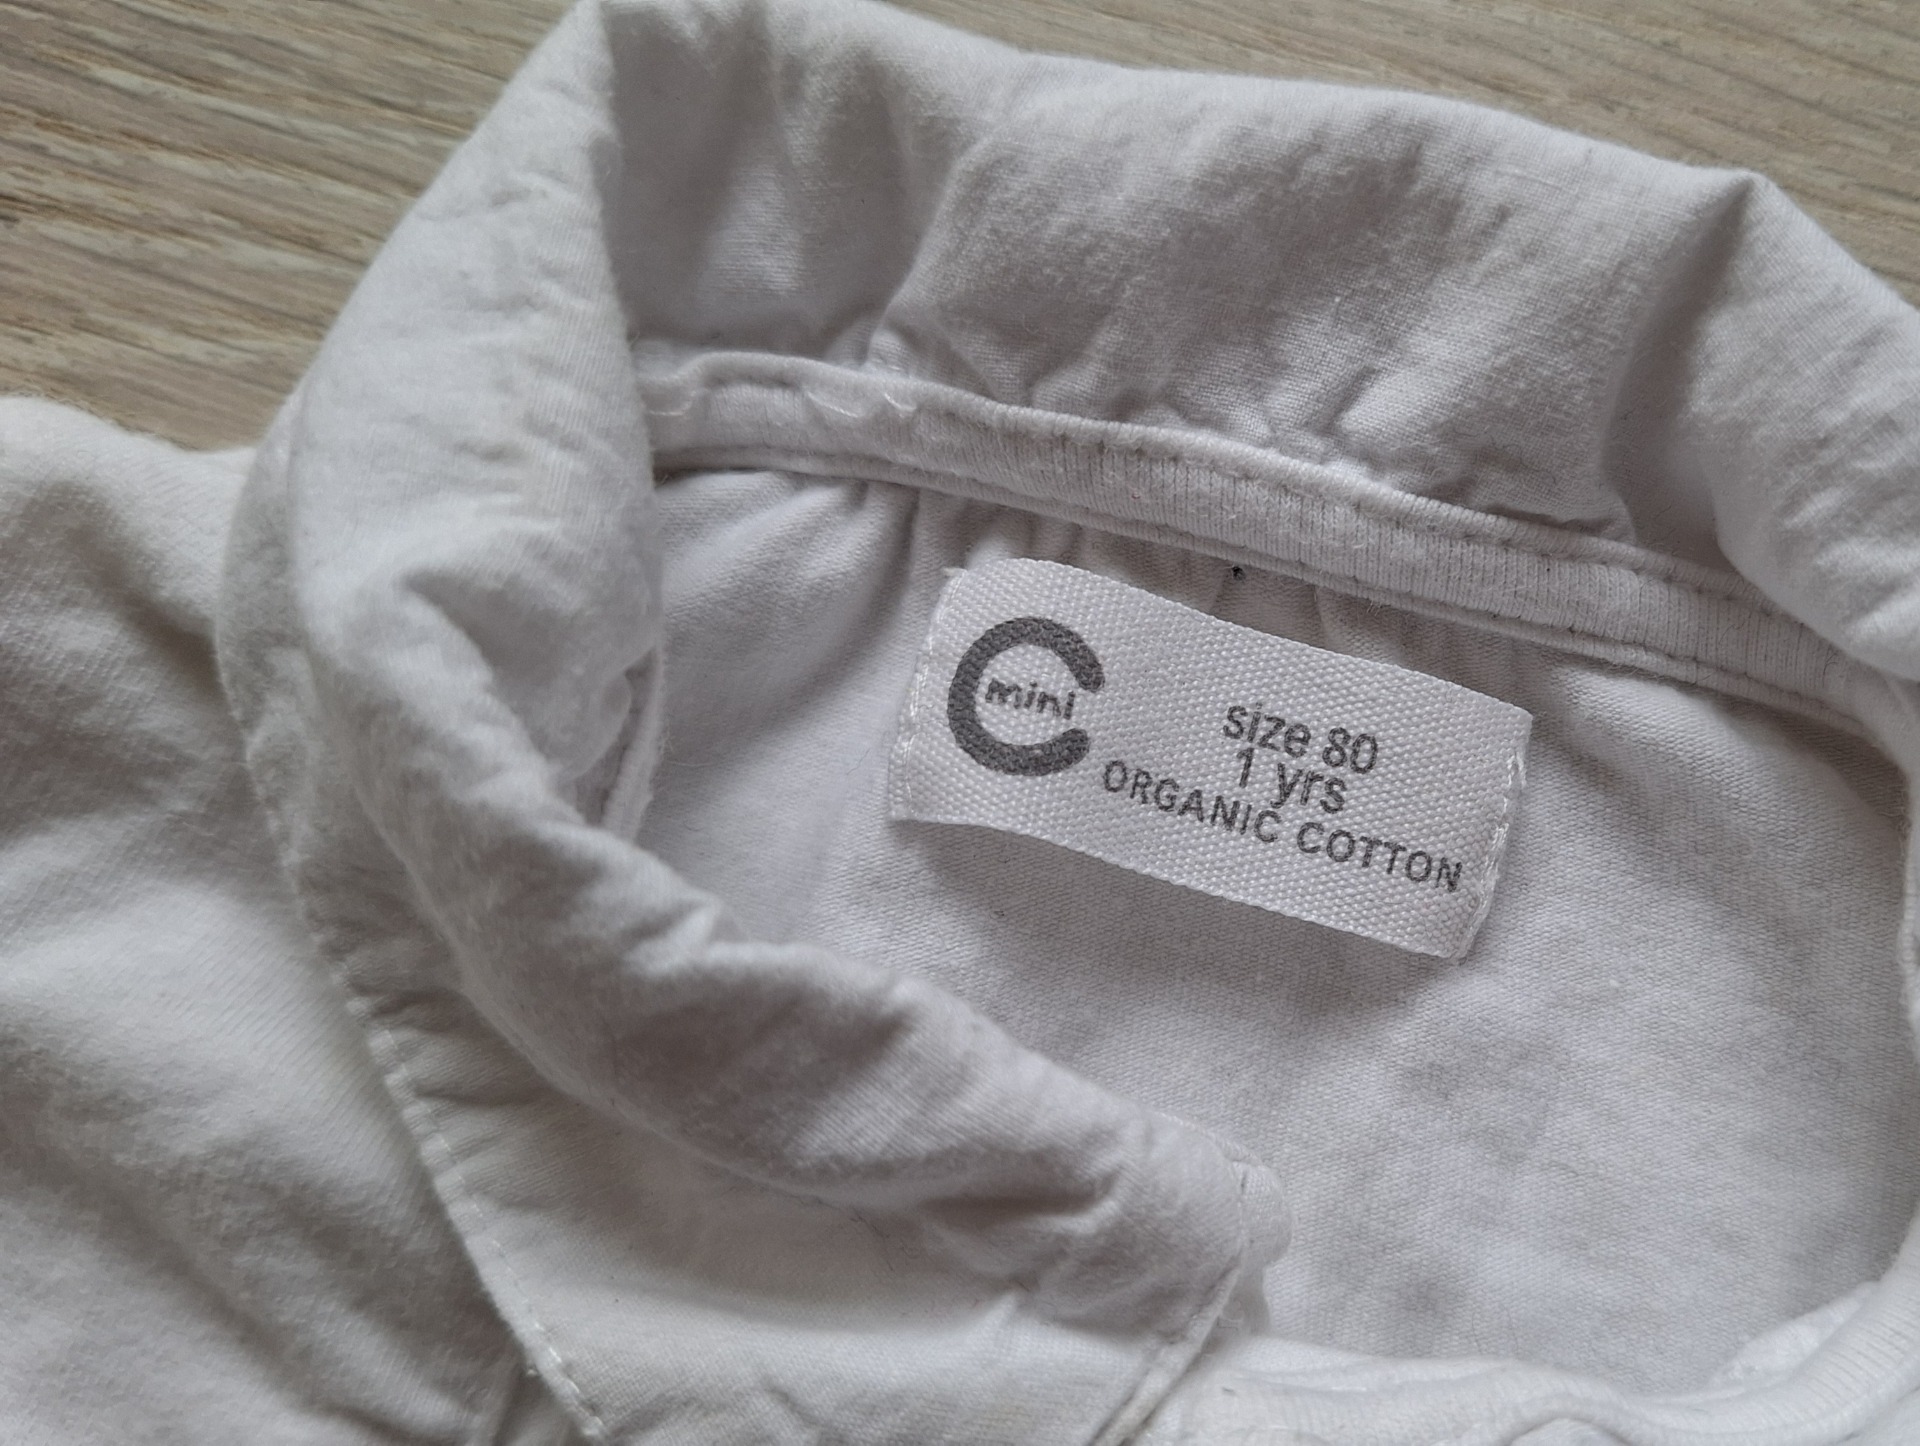 mini
size 80
1 yrs
ORGANIC COTTON